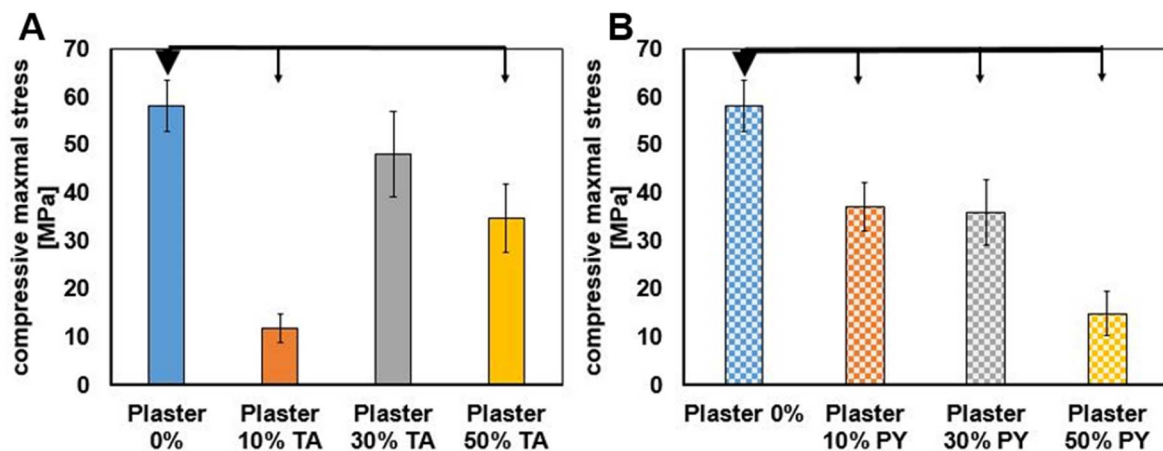 A
compressive maxmal stress
[MPa]
70
60
50
40
30
20
10
0
Plaster
0%
Plaster
10% TA
Plaster
30% TA
Plaster
50% TA
B
compressive maxmal stress
[MPa]
70
60
50
40
30
20
10
0
Plaster 0%
Plaster
10% PY
Plaster
30% PY
Plaster
50% PY